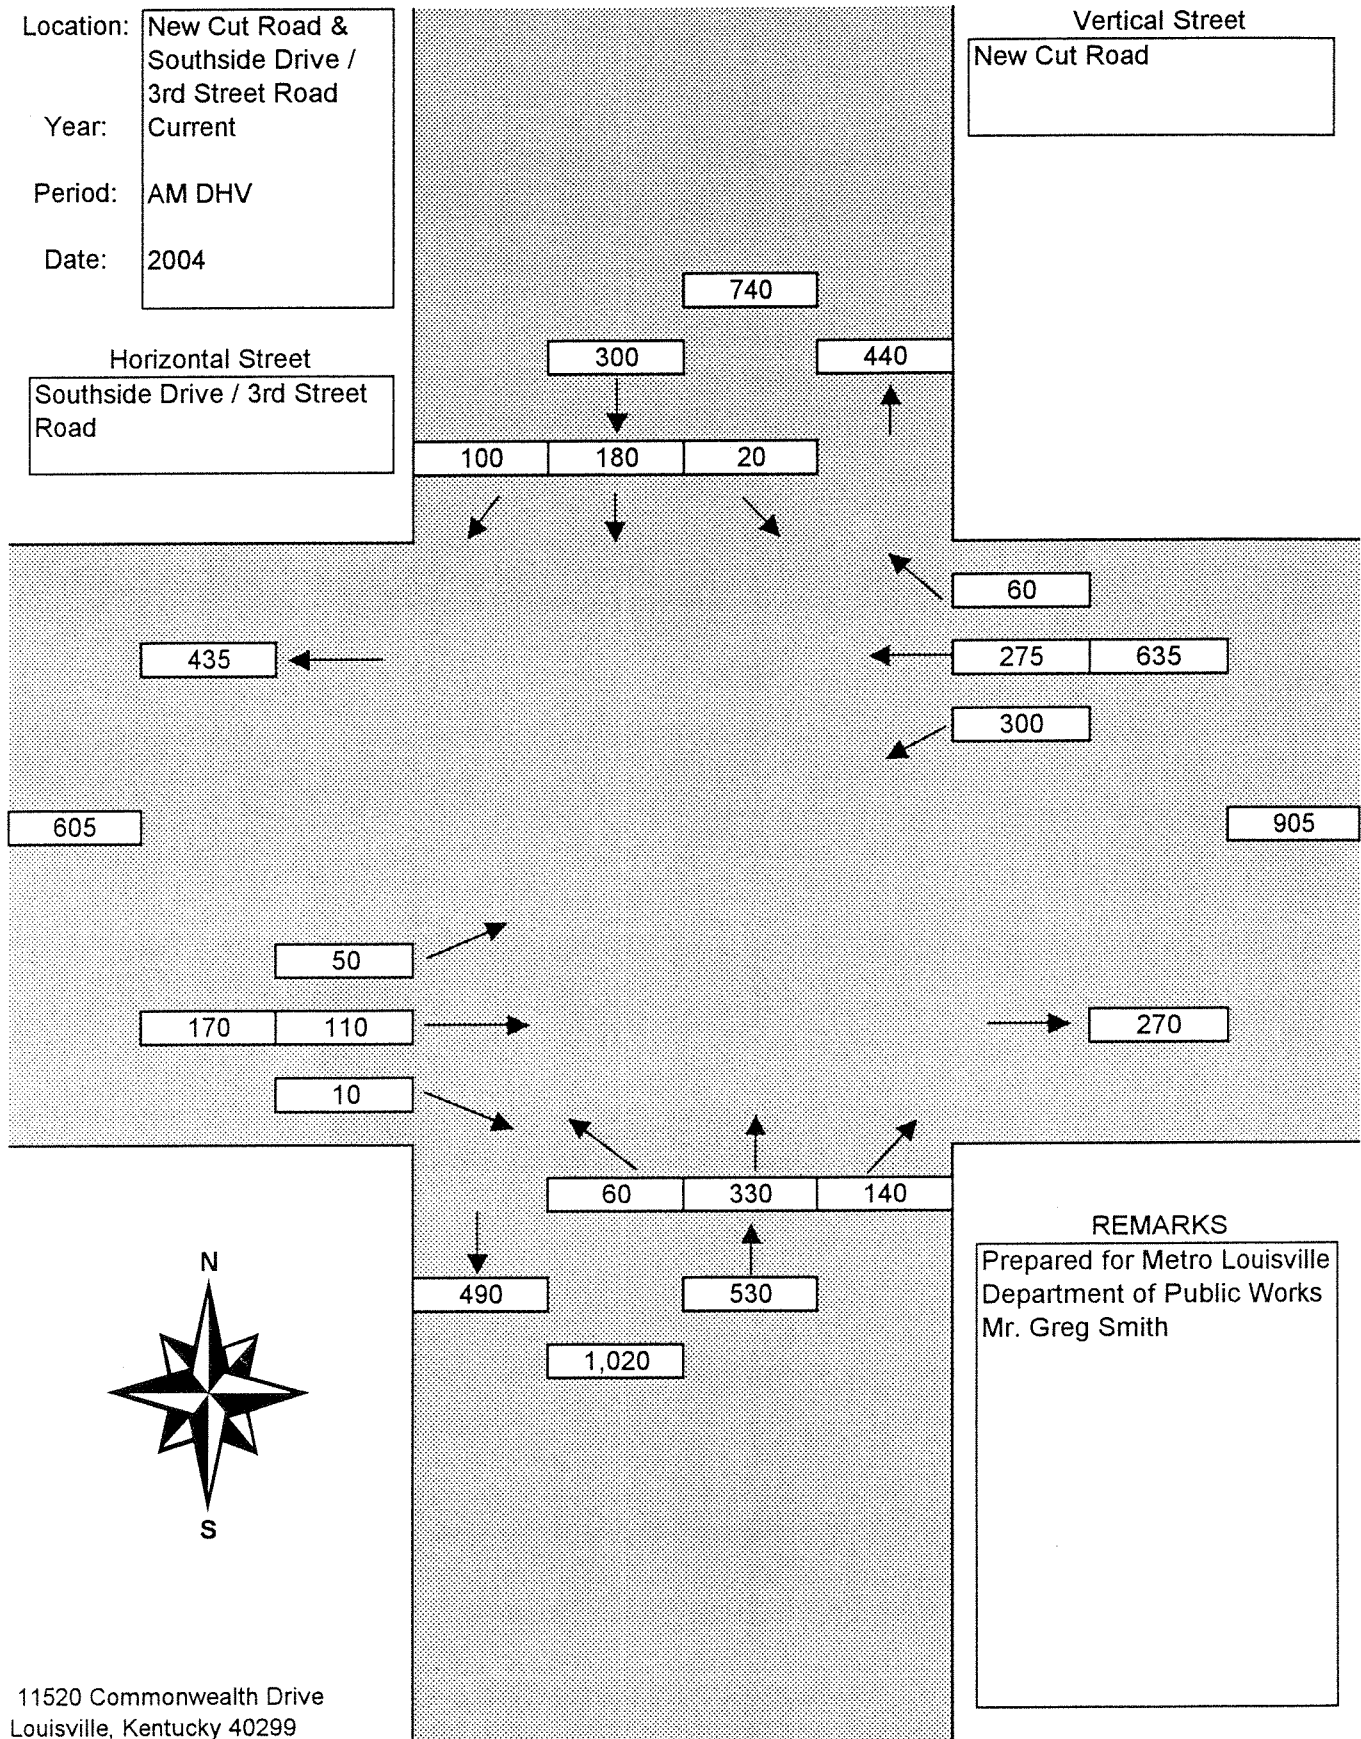 Location: New Cut Road &
Southside Drive /
3rd Street Road
Year: Current
Period: AM DHV
Date: 2004
Vertical Street
New Cut Road
Horizontal Street
Southside Drive / 3rd Street
Road
740
300 440
100 180 20
60
435 275 635
300
605 905
50
170 110 270
10
60 330 140
490 530
1,020
N
S
REMARKS
Prepared for Metro Louisville
Department of Public Works
Mr. Greg Smith
11520 Commonwealth Drive
Louisville, Kentucky 40299